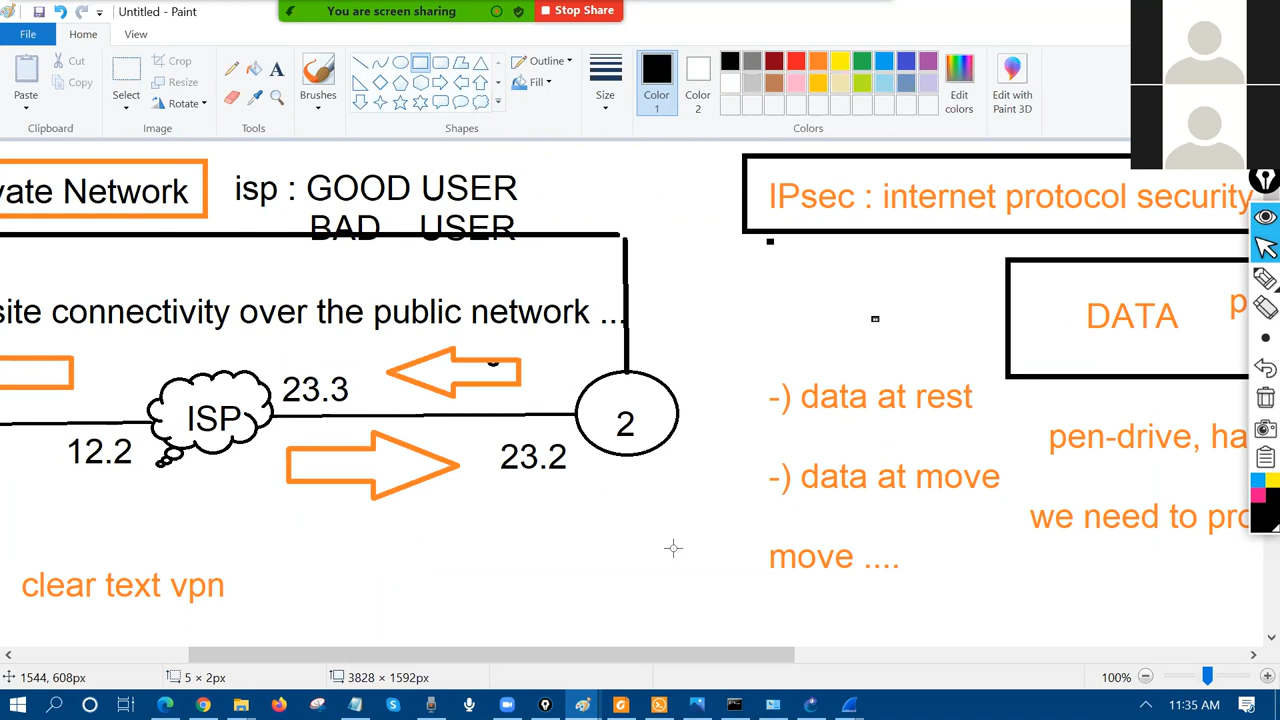 Untitled - Paint
You are screen sharing
Stop Share
File
Home
View
Paste
Cut
Copy
Clipboard
Select
Crop
Resize
Rotate
Image
Tools
Brushes
Outline
Fill
Shapes
Size
Color
1
Color
2
Edit
colors
Edit with
Paint 3D
Colors
vate Network
isp : GOOD USER
BAD USER
IPsec : internet protocol security
site connectivity over the public network ...
DATA
p
23.3
ISP
2
12.2
23.2
-) data at rest
pen-drive, ha
-) data at move
we need to pro
move ....
clear text vpn
1544, 608px
5 × 2px
3828 × 1592px
100%
11:35 AM